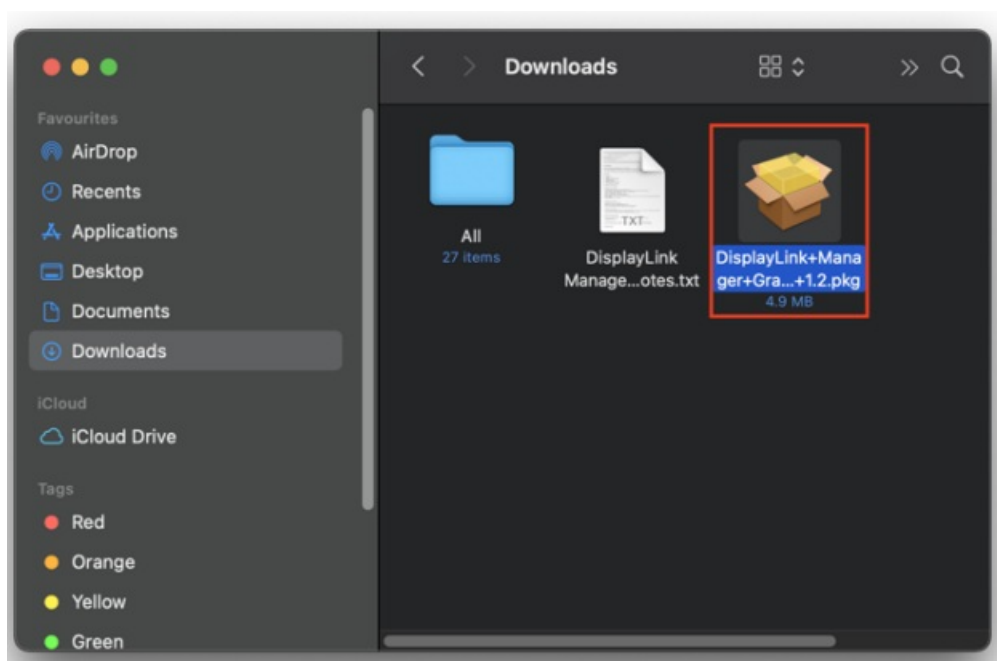 Downloads
Favourites
AirDrop
Recents
Applications
Desktop
Documents
Downloads
iCloud
iCloud Drive
Tags
Red
Orange
Yellow
Green
All
27 items
TXT
DisplayLink
Manage...otes.txt
DisplayLink+Mana
ger+Gra...+1.2.pkg
4.9 MB